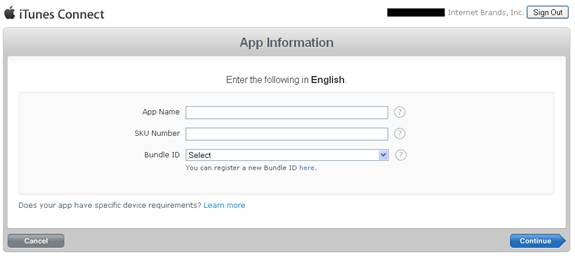 iTunes Connect
Internet Brands, Inc. Sign Out
App Information
Enter the following in English.
App Name ?
SKU Number ?
Bundle ID Select ?
You can register a new Bundle ID here.
Does your app have specific device requirements? Learn more
Cancel Continue